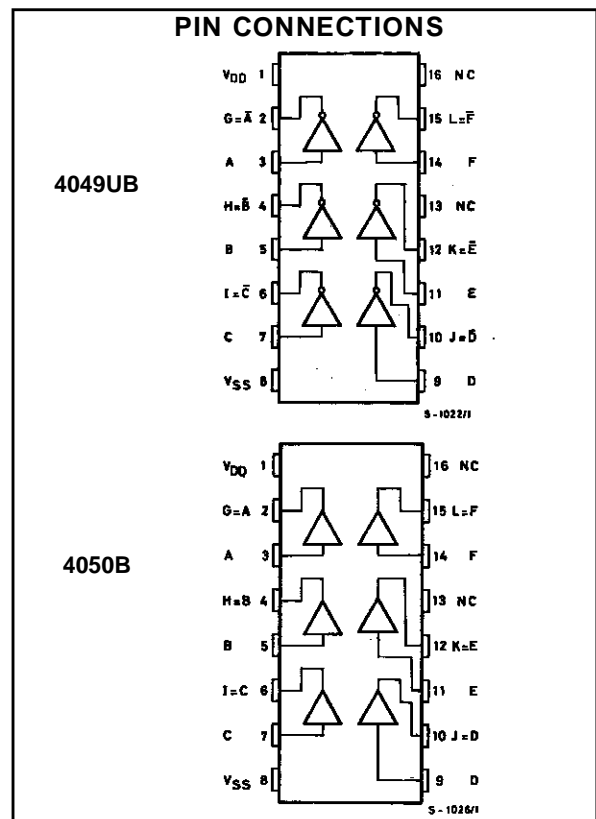 PIN CONNECTIONS
4049UB
VDD 1
16 NC
G=A̅ 2
15 L=F̅
A 3
14 F
H=B̅ 4
13 NC
B 5
12 K=E̅
I=C̅ 6
11 E
C 7
10 J=D̅
VSS 8
9 D
S-1022/1
4050B
VDD 1
16 NC
G=A 2
15 L=F
A 3
14 F
H=B 4
13 NC
B 5
12 K=E
I=C 6
11 E
C 7
10 J=D
VSS 8
9 D
S-1026/1